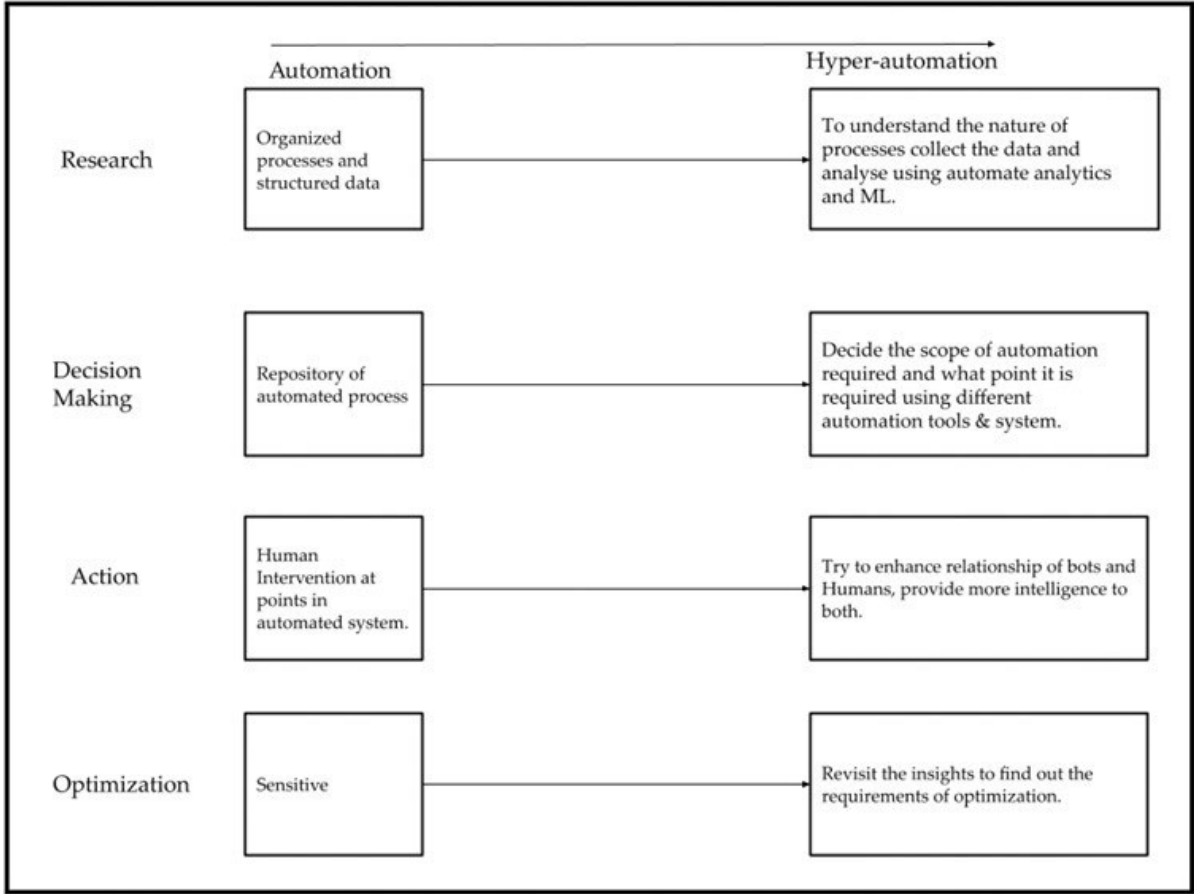 Automation
Hyper-automation
Research
Organized
processes and
structured data
To understand the nature of
processes collect the data and
analyse using automate analytics
and ML.
Decision
Making
Repository of
automated process
Decide the scope of automation
required and what point it is
required using different
automation tools & system.
Action
Human
Intervention at
points in
automated system.
Try to enhance relationship of bots and
Humans, provide more intelligence to
both.
Optimization
Sensitive
Revisit the insights to find out the
requirements of optimization.